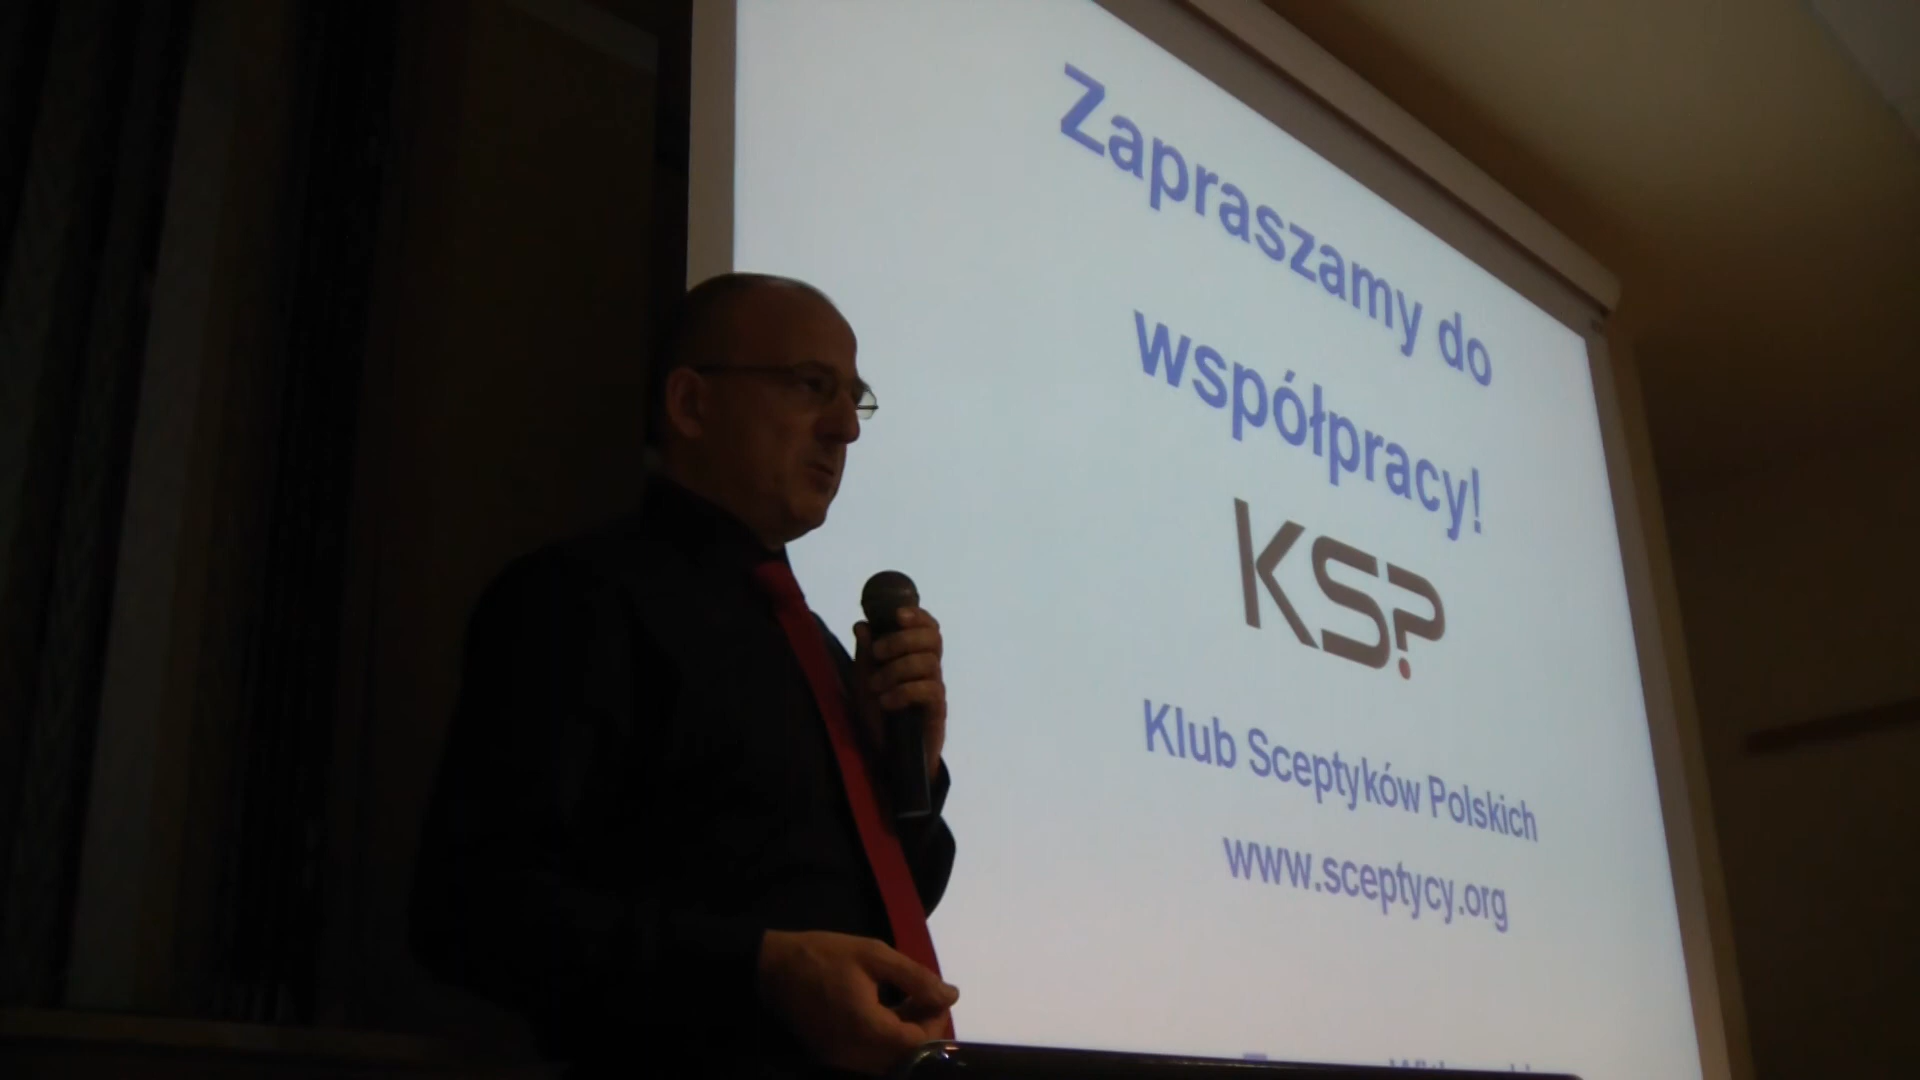 Zapraszamy do
współpracy!
KS?
Klub Sceptyków Polskich
www.sceptycy.org